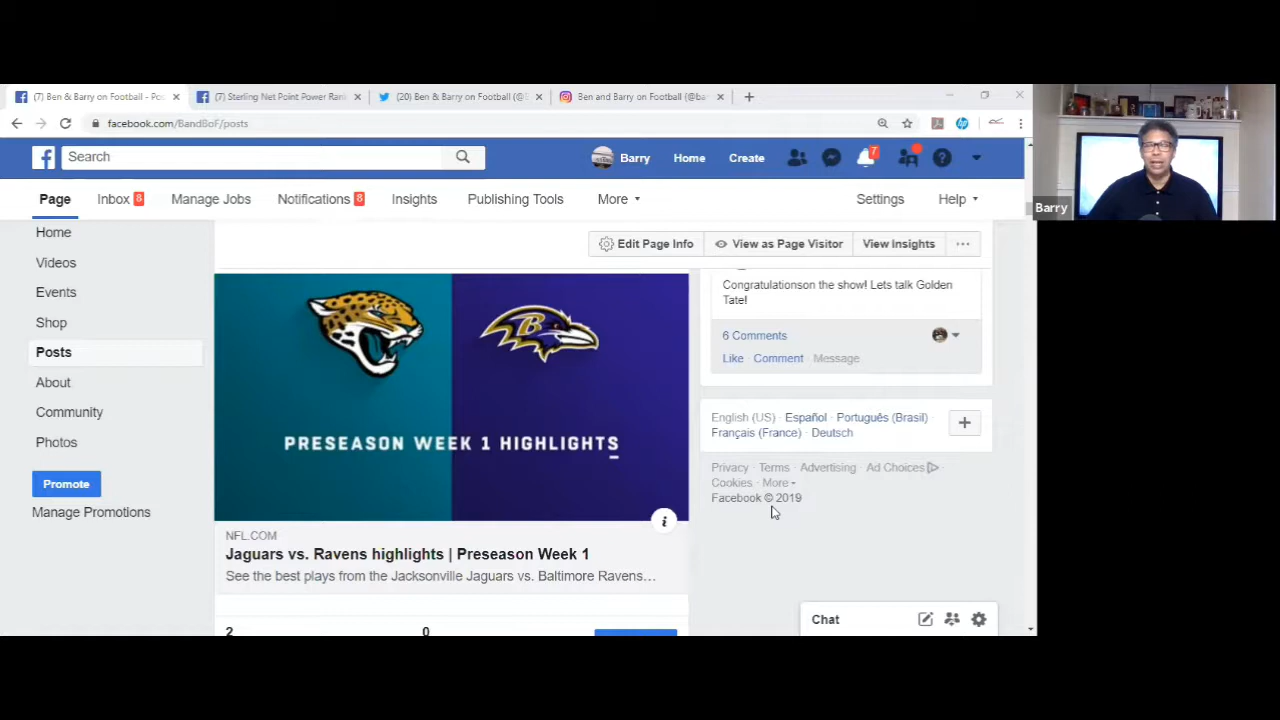 (7) Ben & Barry on Football - Pos
(7) Sterling Net Point Power Rank
(20) Ben & Barry on Football (@B
Ben and Barry on Football (@ba
facebook.com/BandBoF/posts
Search
Barry
Home
Create
7
Page
Inbox 8
Manage Jobs
Notifications 8
Insights
Publishing Tools
More
Settings
Help
Barry
Home
Videos
Events
Shop
Posts
About
Community
Photos
Promote
Manage Promotions
Edit Page Info
View as Page Visitor
View Insights
PRESEASON WEEK 1 HIGHLIGHTS
NFL.COM
Jaguars vs. Ravens highlights | Preseason Week 1
See the best plays from the Jacksonville Jaguars vs. Baltimore Ravens…
2
0
Congratulationson the show! Lets talk Golden
Tate!
6 Comments
Like · Comment · Message
English (US) · Español · Português (Brasil) ·
Français (France) · Deutsch
Privacy · Terms · Advertising · Ad Choices ·
Cookies · More
Facebook © 2019
Chat